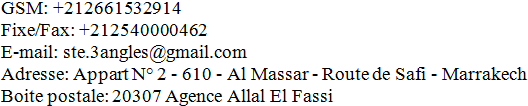 GSM: +212661532914
Fixe/Fax: +212540000462
E-mail: ste.3angles@gmail.com
Adresse: Appart N° 2 - 610 - Al Massar - Route de Safi - Marrakech
Boite postale: 20307 Agence Allal El Fassi